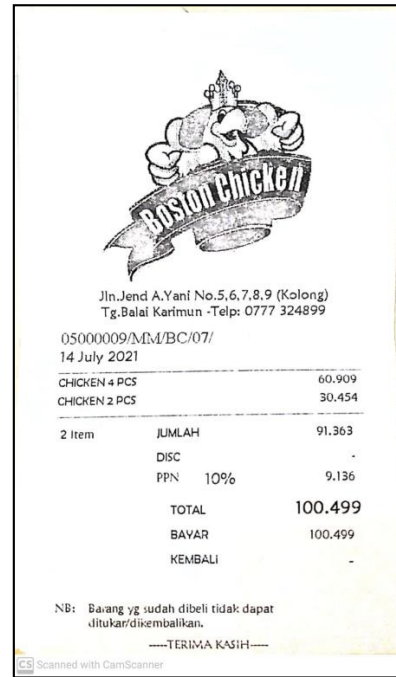 Boston Chicken
Jln.Jend A.Yani No.5,6,7,8,9 (Kolong)
Tg.Balai Karimun -Telp: 0777 324899
05000009/MM/BC/07/
14 July 2021
CHICKEN 4 PCS 60.909
CHICKEN 2 PCS 30.454
2 Item JUMLAH 91.363
DISC -
PPN 10% 9.136
TOTAL 100.499
BAYAR 100.499
KEMBALI -
NB: Barang yg sudah dibeli tidak dapat
ditukar/dikembalikan.
-----TERIMA KASIH-----
CS Scanned with CamScanner